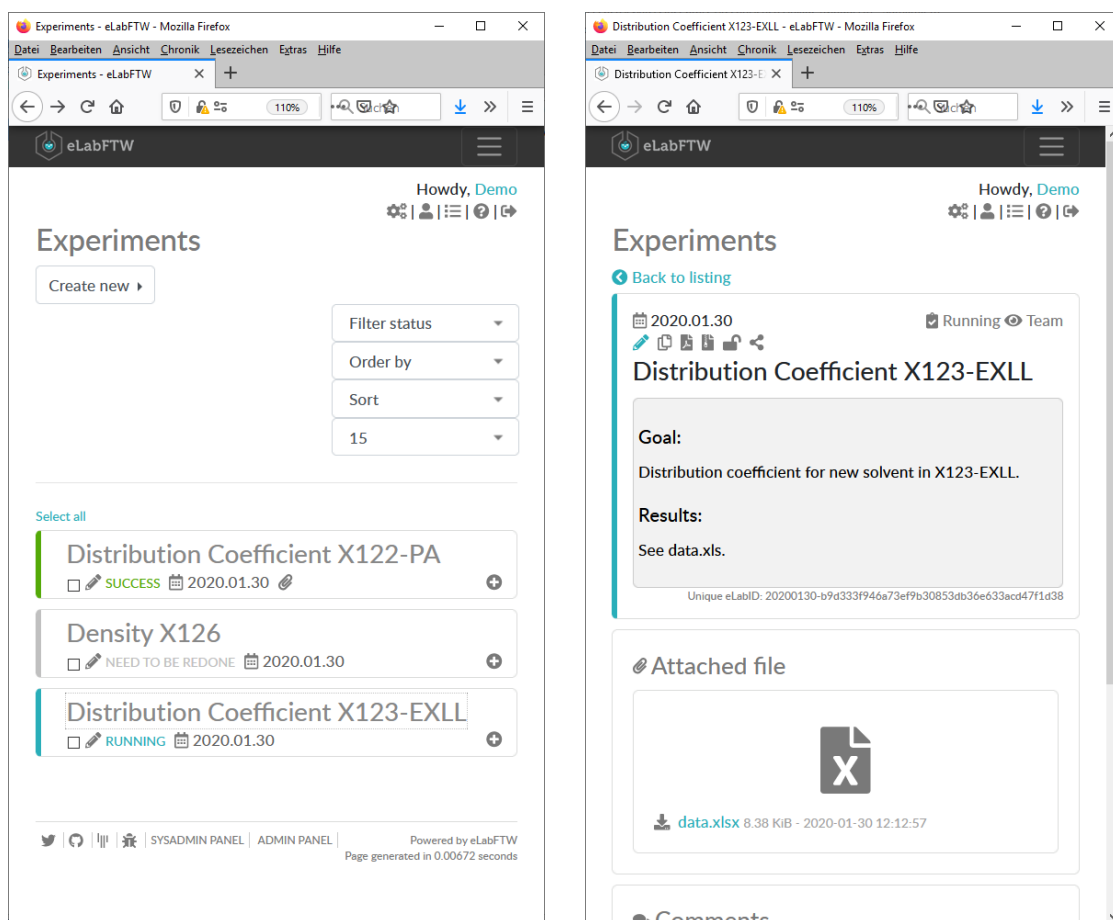 Experiments - eLabFTW - Mozilla Firefox
Datei Bearbeiten Ansicht Chronik Lesezeichen Extras Hilfe
Experiments - eLabFTW
110%
eLabFTW
Howdy, Demo
Experiments
Create new
Filter status
Order by
Sort
15
Select all
Distribution Coefficient X122-PA
SUCCESS 2020.01.30
Density X126
NEED TO BE REDONE 2020.01.30
Distribution Coefficient X123-EXLL
RUNNING 2020.01.30
SYSADMIN PANEL ADMIN PANEL Powered by eLabFTW
Page generated in 0.00672 seconds
Distribution Coefficient X123-EXLL - eLabFTW - Mozilla Firefox
Datei Bearbeiten Ansicht Chronik Lesezeichen Extras Hilfe
Distribution Coefficient X123-E
110%
eLabFTW
Howdy, Demo
Experiments
Back to listing
2020.01.30 Running Team
Distribution Coefficient X123-EXLL
Goal:
Distribution coefficient for new solvent in X123-EXLL.
Results:
See data.xls.
Unique eLabID: 20200130-b9d333f946a73ef9b30853db36e633acd47f1d38
Attached file
X
data.xlsx 8.38 KiB - 2020-01-30 12:12:57
Comments